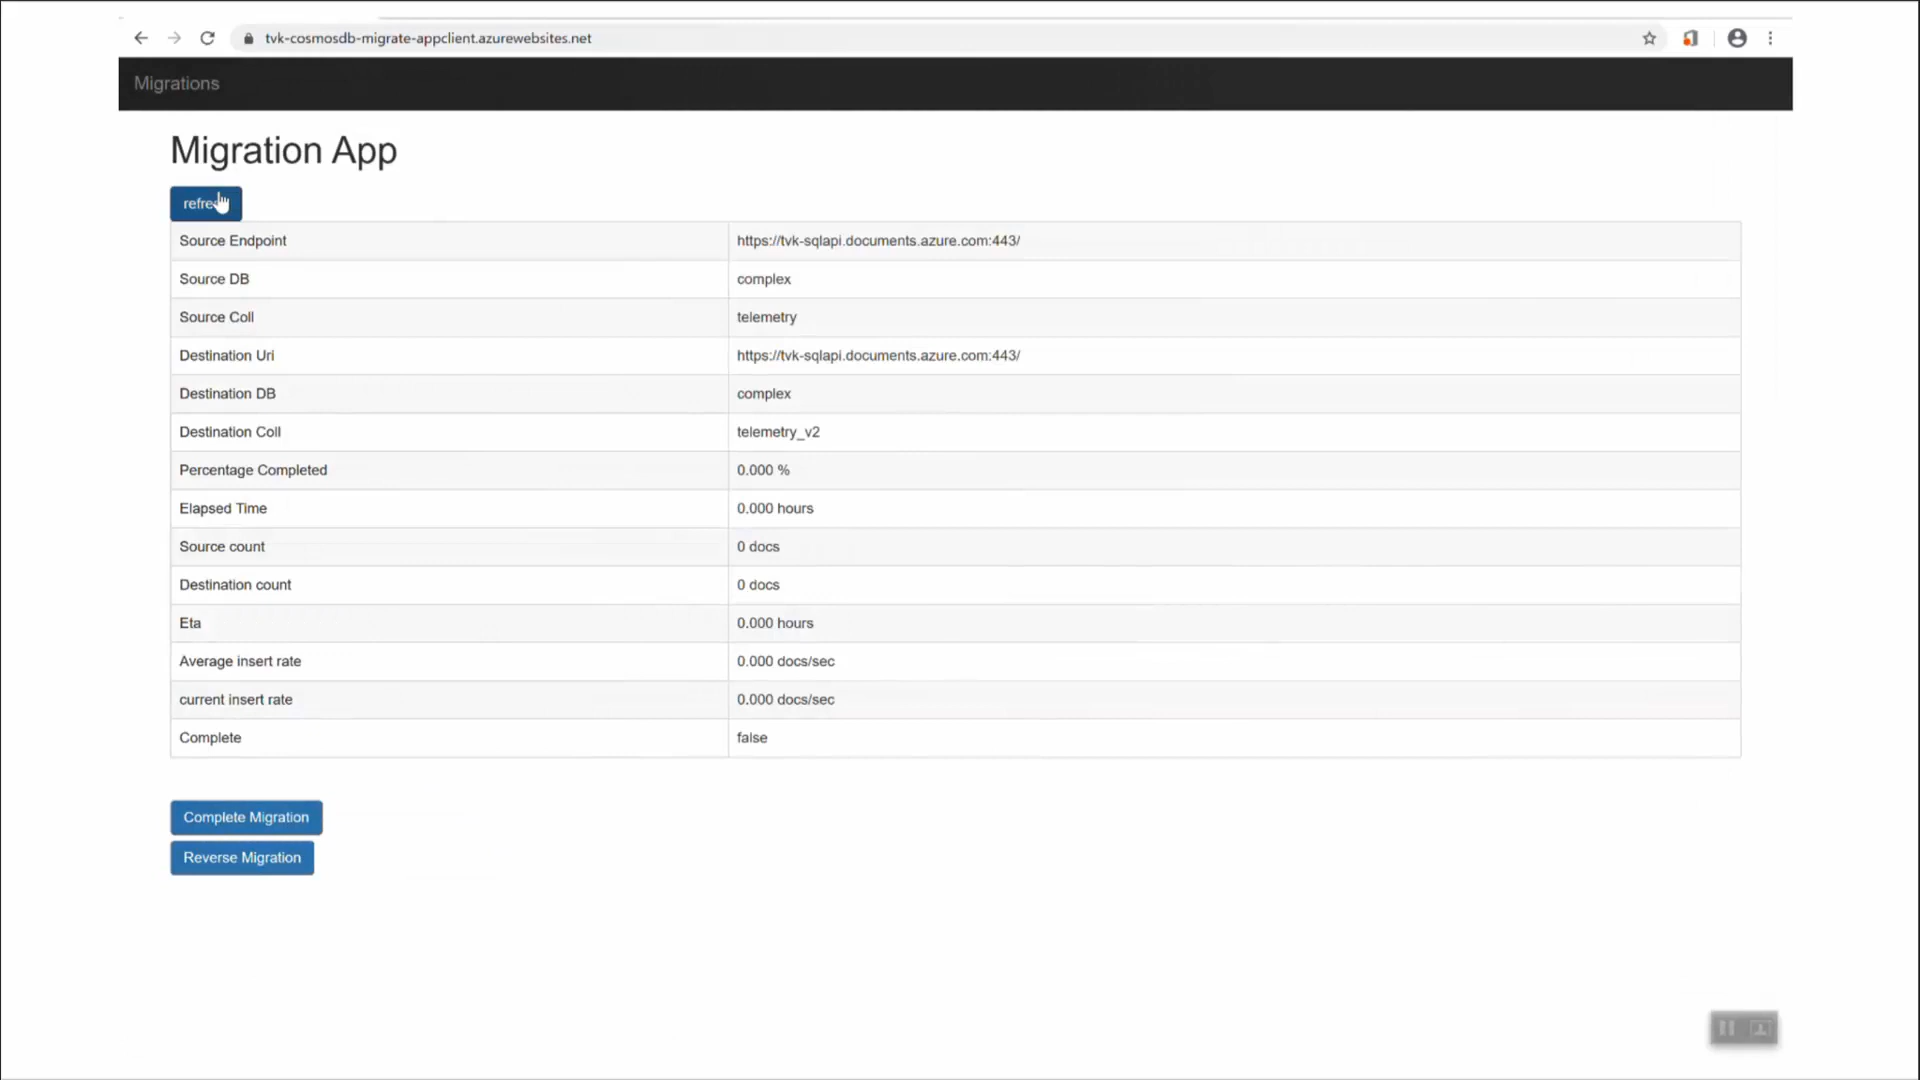 tvk-cosmosdb-migrate-appclient.azurewebsites.net
Migrations
Migration App
Source Endpoint https://tvk-sqlapi.documents.azure.com:443/
Source DB complex
Source Coll telemetry
Destination Uri https://tvk-sqlapi.documents.azure.com:443/
Destination DB complex
Destination Coll telemetry_v2
Percentage Completed 0.000 %
Elapsed Time 0.000 hours
Source count 0 docs
Destination count 0 docs
Eta 0.000 hours
Average insert rate 0.000 docs/sec
current insert rate 0.000 docs/sec
Complete false
Complete Migration
Reverse Migration